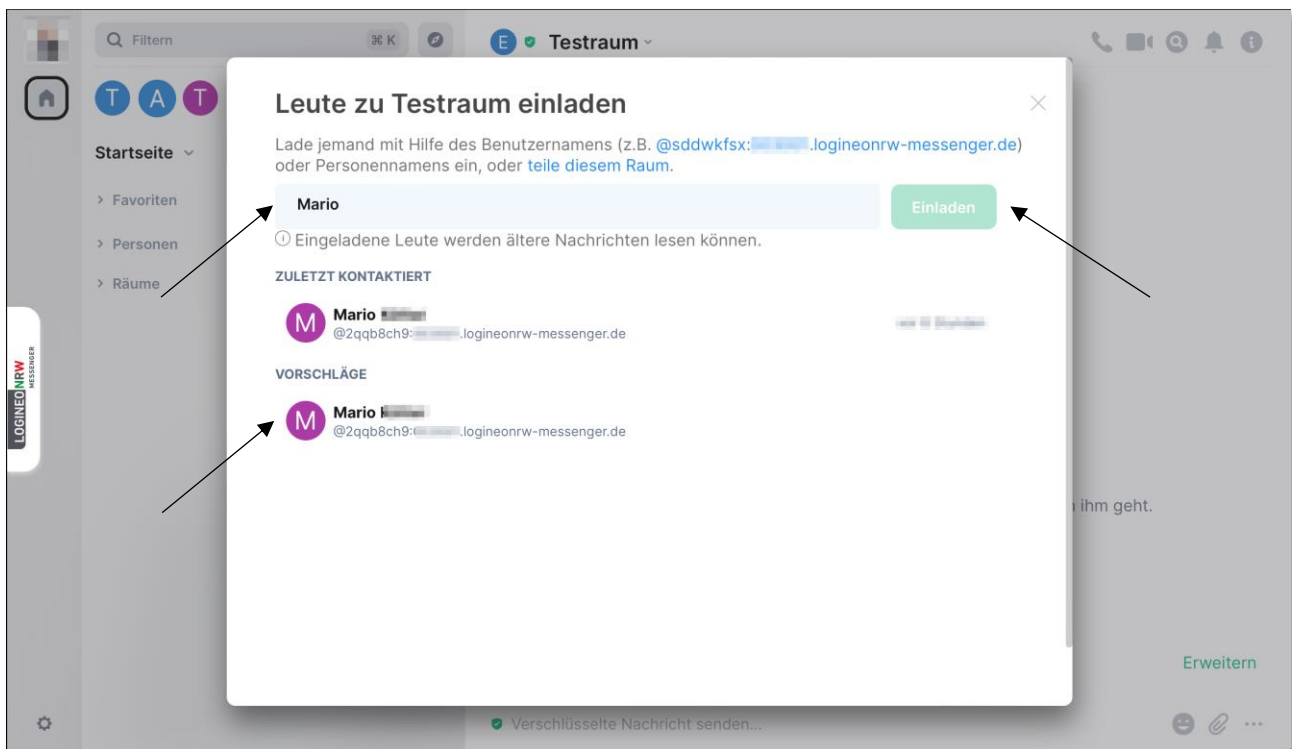 Filtern
⌘ K
E
Testraum
T A T
Startseite
Favoriten
Personen
Räume
LOGINEO NRW
MESSENGER
Leute zu Testraum einladen
Lade jemand mit Hilfe des Benutzernamens (z.B. @sddwkfsx: .logineonrw-messenger.de)
oder Personennamens ein, oder teile diesem Raum.
Mario
Einladen
Eingeladene Leute werden ältere Nachrichten lesen können.
ZULETZT KONTAKTIERT
M
Mario
@2qqb8ch9: .logineonrw-messenger.de
VORSCHLÄGE
M
Mario
@2qqb8ch9: .logineonrw-messenger.de
ihm geht.
Erweitern
Verschlüsselte Nachricht senden...